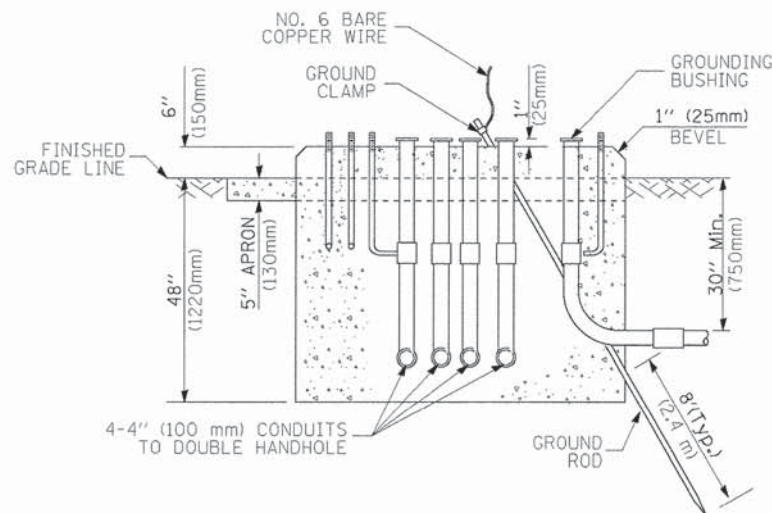 NO. 6 BARE
COPPER WIRE
GROUND
CLAMP
GROUNDING
BUSHING
6"
(150mm)
1"
(25mm)
1" (25mm)
BEVEL
FINISHED
GRADE LINE
48"
(1220mm)
5" APRON
(130mm)
30" Min.
(750mm)
4-4" (100 mm) CONDUITS
TO DOUBLE HANDHOLE
GROUND
ROD
8'(Typ.)
(2.4 m)